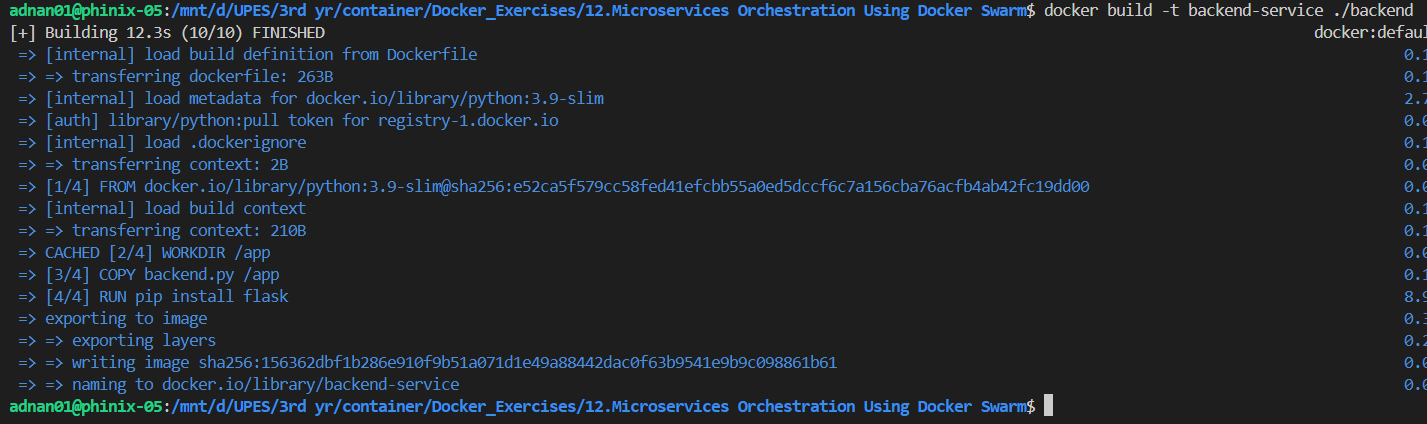 adnan01@phinix-05:/mnt/d/UPES/3rd yr/container/Docker_Exercises/12.Microservices Orchestration Using Docker Swarm$ docker build -t backend-service ./backend
[+] Building 12.3s (10/10) FINISHED docker:defaul
=> [internal] load build definition from Dockerfile 0.1
=> => transferring dockerfile: 263B 0.1
=> [internal] load metadata for docker.io/library/python:3.9-slim 2.7
=> [auth] library/python:pull token for registry-1.docker.io 0.0
=> [internal] load .dockerignore 0.1
=> => transferring context: 2B 0.0
=> [1/4] FROM docker.io/library/python:3.9-slim@sha256:e52ca5f579cc58fed41efcbb55a0ed5dccf6c7a156cba76acfb4ab42fc19dd00 0.0
=> [internal] load build context 0.1
=> => transferring context: 210B 0.1
=> CACHED [2/4] WORKDIR /app 0.0
=> [3/4] COPY backend.py /app 0.1
=> [4/4] RUN pip install flask 8.9
=> exporting to image 0.3
=> => exporting layers 0.2
=> => writing image sha256:156362dbf1b286e910f9b51a071d1e49a88442dac0f63b9541e9b9c098861b61 0.0
=> => naming to docker.io/library/backend-service 0.0
adnan01@phinix-05:/mnt/d/UPES/3rd yr/container/Docker_Exercises/12.Microservices Orchestration Using Docker Swarm$